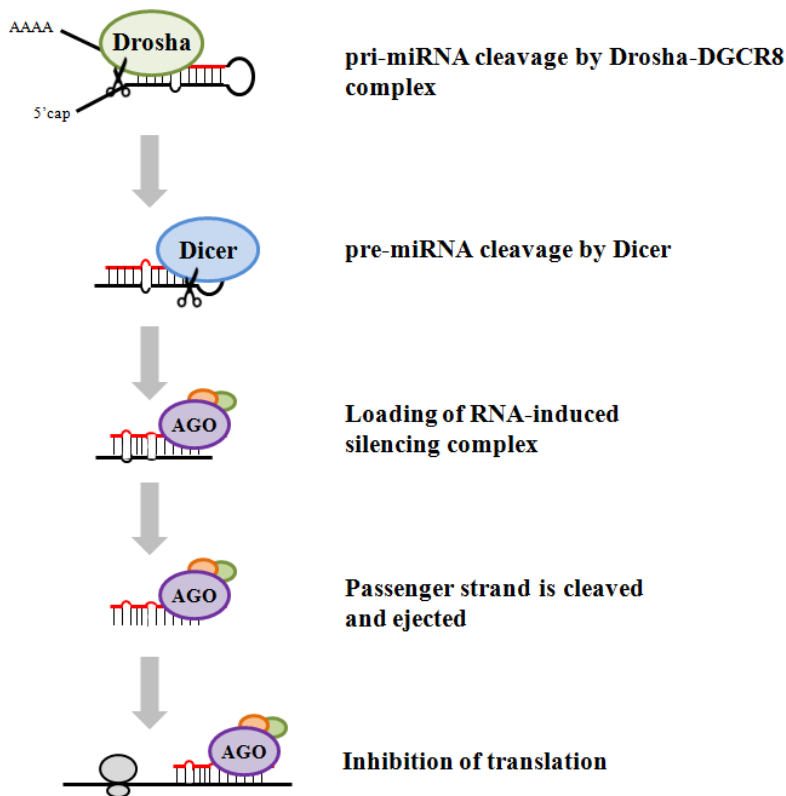 AAAA
Drosha
pri-miRNA cleavage by Drosha-DGCR8
complex
5'cap
Dicer
pre-miRNA cleavage by Dicer
AGO
Loading of RNA-induced
silencing complex
AGO
Passenger strand is cleaved
and ejected
AGO
Inhibition of translation